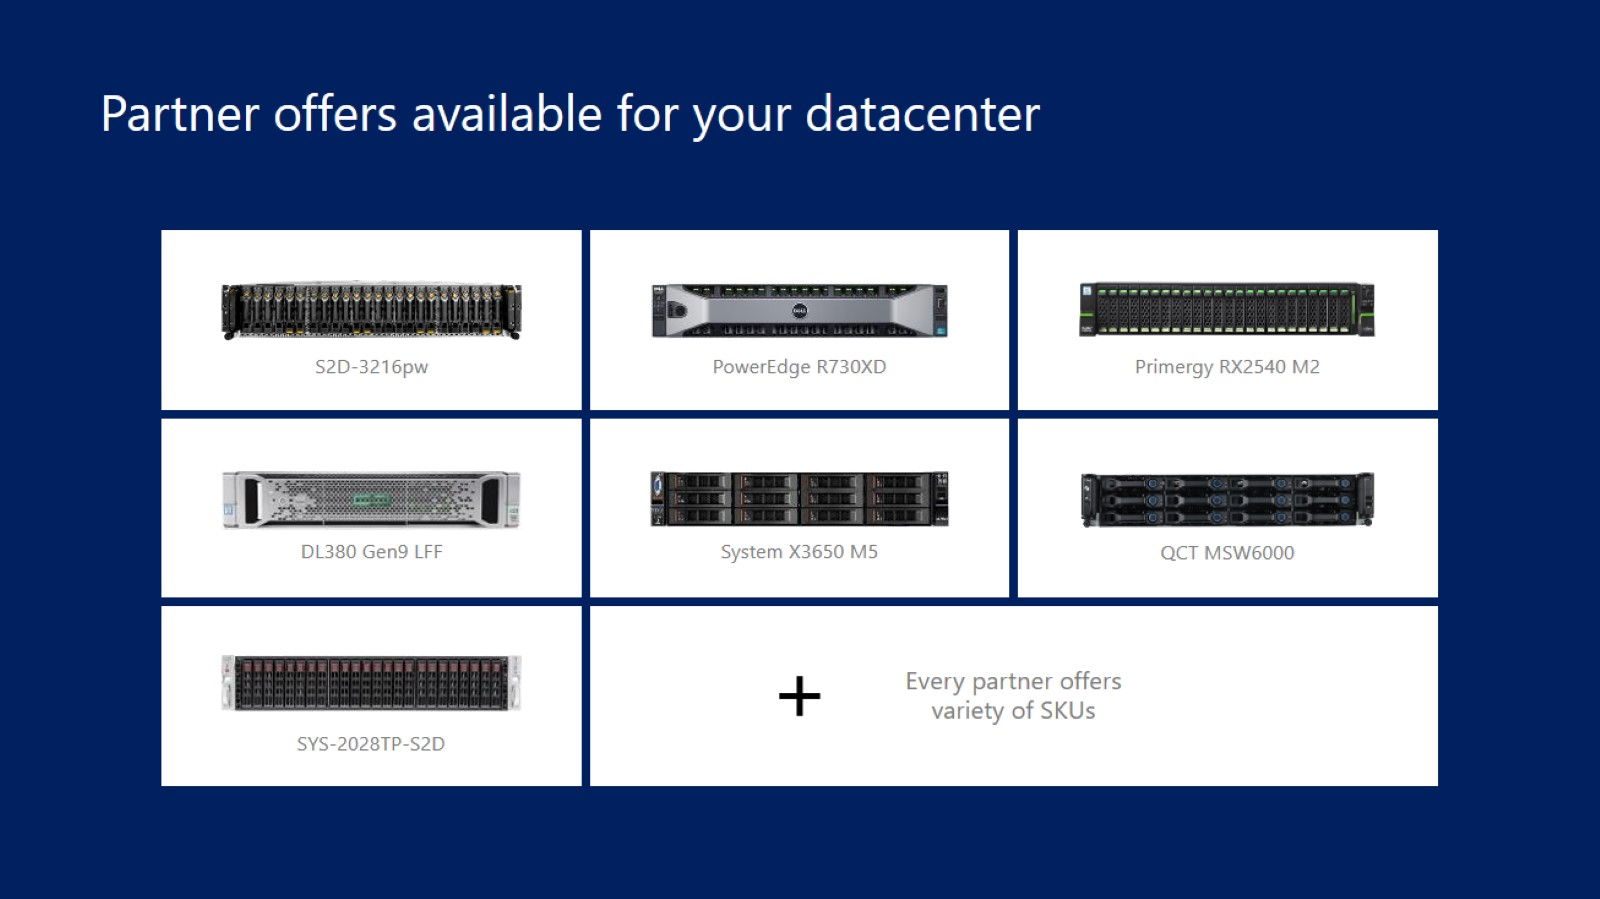 Partner offers available for your datacenter
S2D-3216pw
PowerEdge R730XD
Primergy RX2540 M2
DL380 Gen9 LFF
System X3650 M5
QCT MSW6000
SYS-2028TP-S2D
+
Every partner offers
variety of SKUs